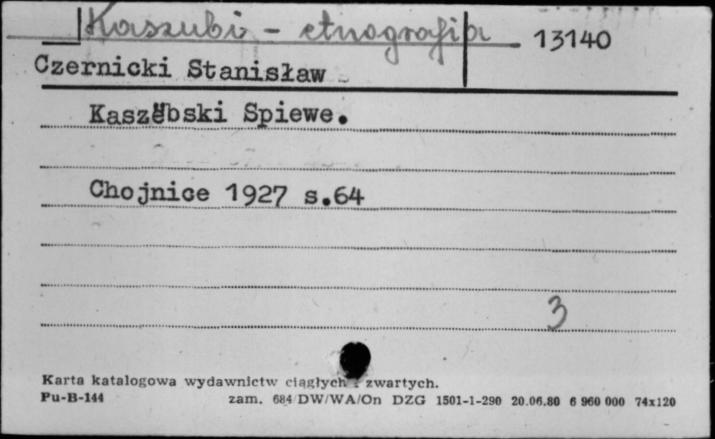 Kaszubi - etnografia 13140
Czernicki Stanisław
Kaszëbski Spiewe.
Chojnice 1927 s.64
3
Karta katalogowa wydawnictw ciągłych i zwartych.
Pu-B-144 zam. 684/DW/WA/On DZG 1501-1-290 20.06.80 6 960 000 74x120